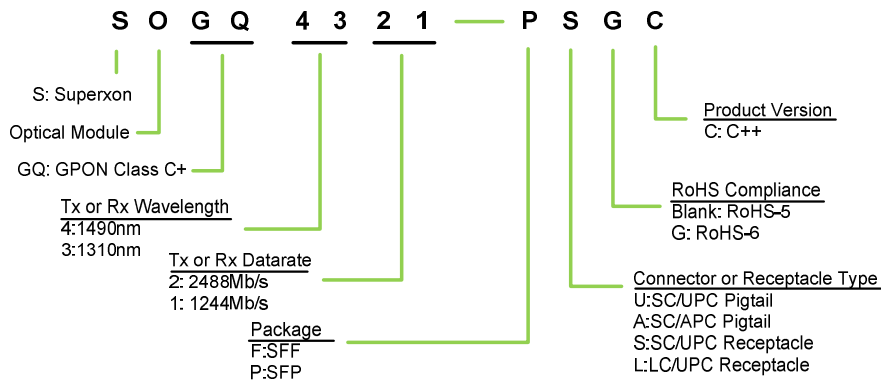 S O G Q 4 3 2 1 — P S G C
S: Superxon
Optical Module
GQ: GPON Class C+
Tx or Rx Wavelength
4:1490nm
3:1310nm
Tx or Rx Datarate
2: 2488Mb/s
1: 1244Mb/s
Package
F:SFF
P:SFP
Product Version
C: C++
RoHS Compliance
Blank: RoHS-5
G: RoHS-6
Connector or Receptacle Type
U:SC/UPC Pigtail
A:SC/APC Pigtail
S:SC/UPC Receptacle
L:LC/UPC Receptacle